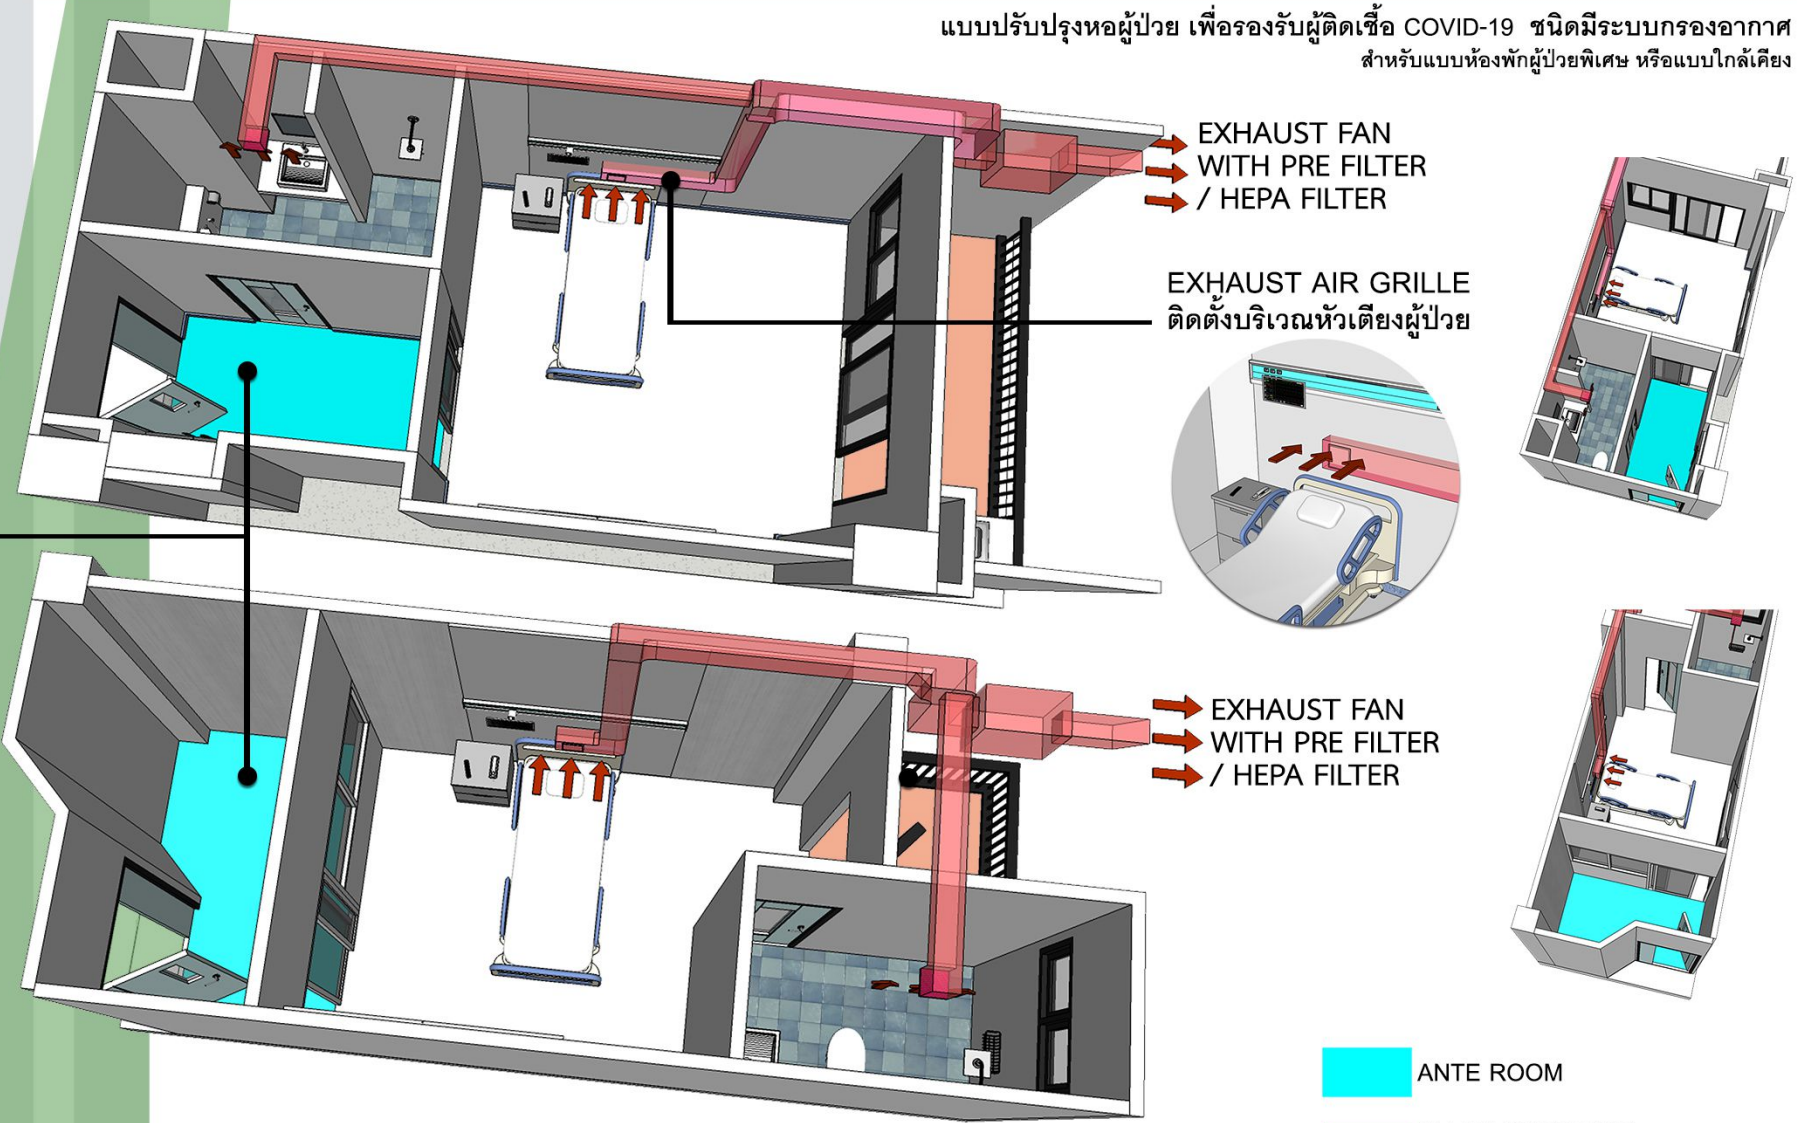 แบบปรับปรุงหอผู้ป่วย เพื่อรองรับผู้ติดเชื้อ COVID-19 ชนิดมีระบบกรองอากาศ
สำหรับแบบห้องพักผู้ป่วยพิเศษ หรือแบบใกล้เคียง
EXHAUST FAN
WITH PRE FILTER
/ HEPA FILTER
EXHAUST AIR GRILLE
ติดตั้งบริเวณหัวเตียงผู้ป่วย
EXHAUST FAN
WITH PRE FILTER
/ HEPA FILTER
ANTE ROOM